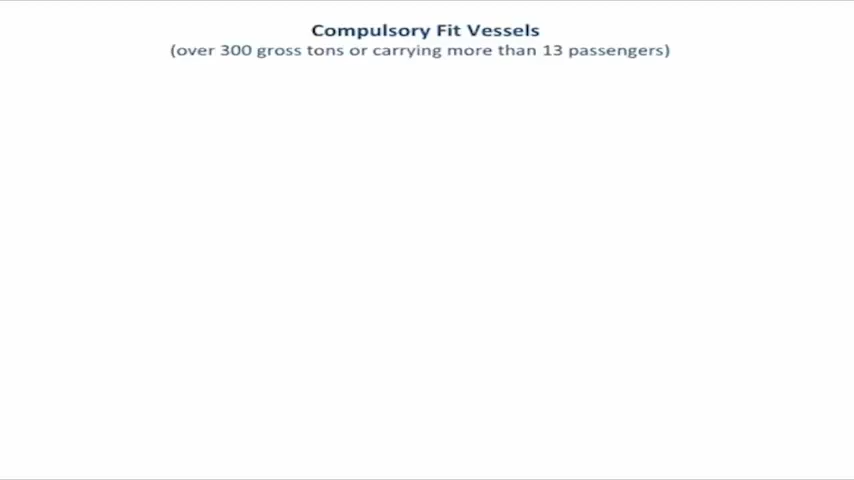 Compulsory Fit Vessels
(over 300 gross tons or carrying more than 13 passengers)